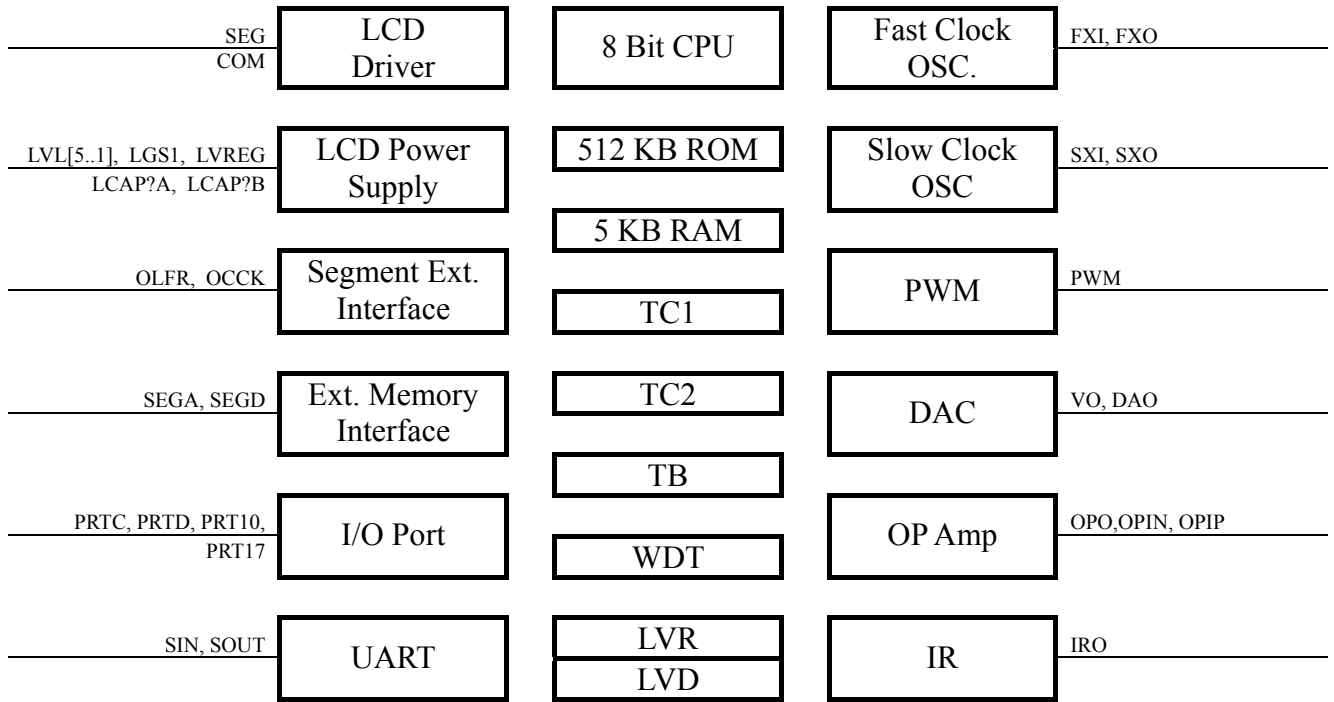 SEG
COM
LCD
Driver
8 Bit CPU
Fast Clock
OSC.
FXI, FXO
LVL[5..1], LGS1, LVREG
LCAP?A, LCAP?B
LCD Power
Supply
512 KB ROM
Slow Clock
OSC
SXI, SXO
5 KB RAM
OLFR, OCCK
Segment Ext.
Interface
TC1
PWM
PWM
SEGA, SEGD
Ext. Memory
Interface
TC2
DAC
VO, DAO
TB
PRTC, PRTD, PRT10,
PRT17
I/O Port
WDT
OP Amp
OPO,OPIN, OPIP
SIN, SOUT
UART
LVR
LVD
IR
IRO